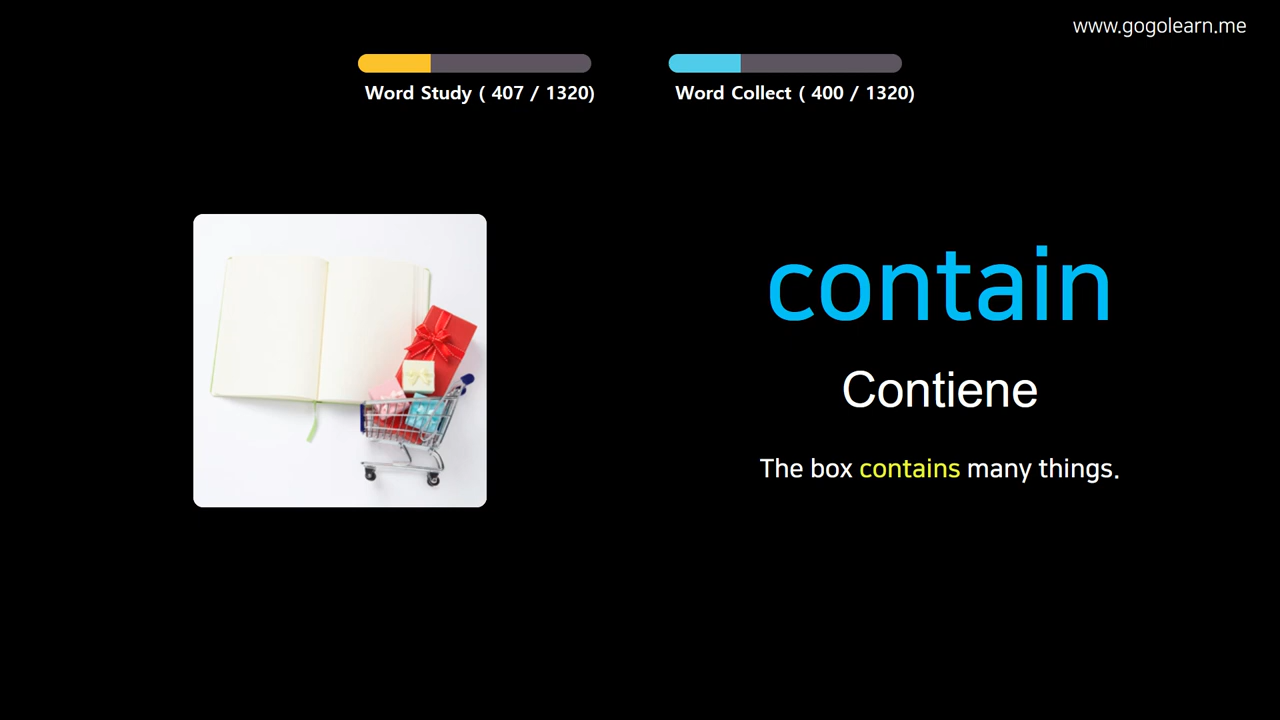 www.gogolearn.me
Word Study ( 407 / 1320)
Word Collect ( 400 / 1320)
contain
Contiene
The box contains many things.